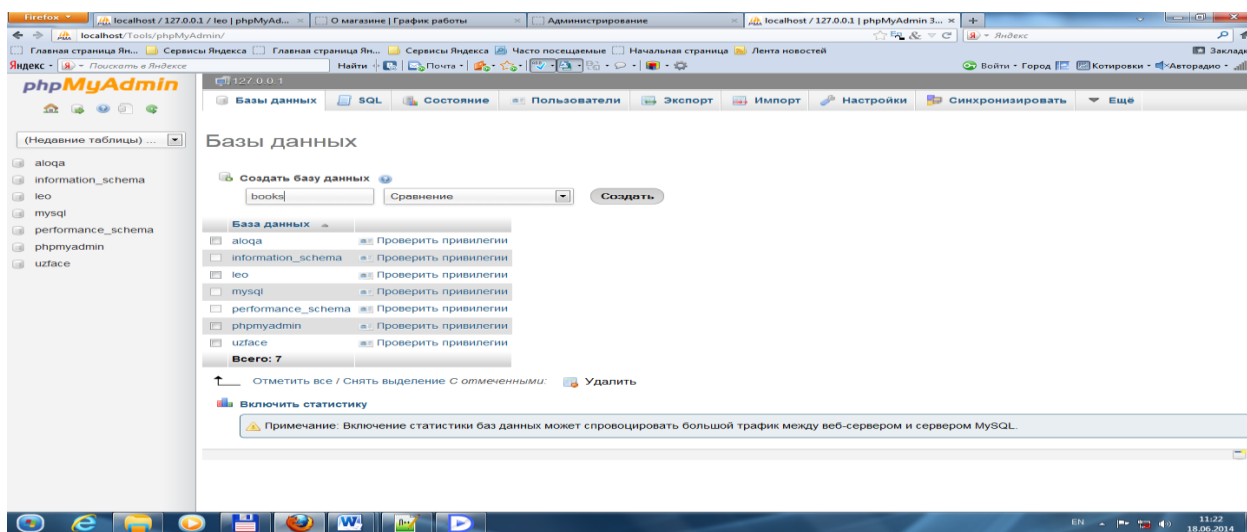 Firefox
localhost / 127.0.0.1 / leo | phpMyAd... × О магазине | График работы × Администрирование × localhost / 127.0.0.1 | phpMyAdmin 3... × +
localhost/Tools/phpMyAdmin/ Яндекс
Главная страница Ян... Сервисы Яндекса Главная страница Ян... Сервисы Яндекса Часто посещаемые Начальная страница Лента новостей Закладк
Яндекс Поискать в Яндексе Найти Почта Войти Город Котировки Авторадио
phpMyAdmin
127.0.0.1
Базы данных SQL Состояние Пользователи Экспорт Импорт Настройки Синхронизировать Ещё
(Недавние таблицы) ...
aloqa
information_schema
leo
mysql
performance_schema
phpmyadmin
uzface
Базы данных
Создать базу данных
books Сравнение Создать
База данных
aloqa Проверить привилегии
information_schema Проверить привилегии
leo Проверить привилегии
mysql Проверить привилегии
performance_schema Проверить привилегии
phpmyadmin Проверить привилегии
uzface Проверить привилегии
Всего: 7
Отметить все / Снять выделение С отмеченными: Удалить
Включить статистику
Примечание: Включение статистики баз данных может спровоцировать большой трафик между веб-сервером и сервером MySQL.
EN 11:22
18.06.2014